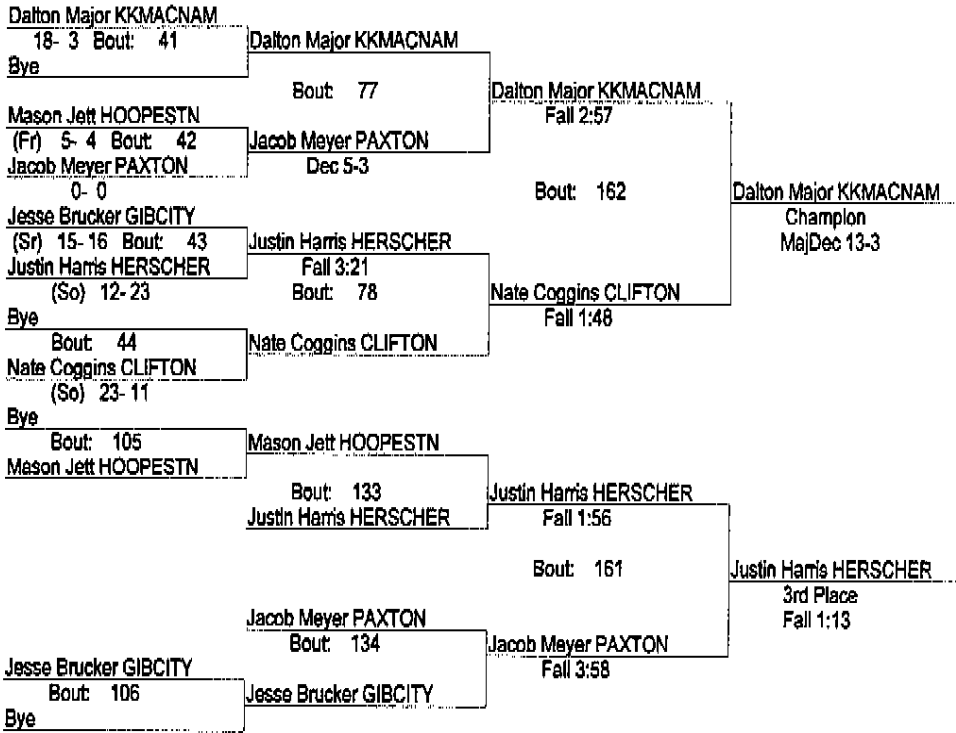 Dalton Major KKMACNAM
18- 3 Bout: 41
Bye
Dalton Major KKMACNAM
Bout: 77
Mason Jett HOOPESTN
(Fr) 5- 4 Bout: 42
Jacob Meyer PAXTON
0- 0
Jacob Meyer PAXTON
Dec 5-3
Dalton Major KKMACNAM
Fall 2:57
Bout: 162
Jesse Brucker GIBCITY
(Sr) 15- 16 Bout: 43
Justin Harris HERSCHER
(So) 12- 23
Justin Harris HERSCHER
Fall 3:21
Bout: 78
Bye
Bout: 44
Nate Coggins CLIFTON
(So) 23- 11
Nate Coggins CLIFTON
Nate Coggins CLIFTON
Fall 1:48
Dalton Major KKMACNAM
Champion
MajDec 13-3
Bye
Bout: 105
Mason Jett HOOPESTN
Mason Jett HOOPESTN
Bout: 133
Justin Harris HERSCHER
Justin Harris HERSCHER
Fall 1:56
Bout: 161
Jacob Meyer PAXTON
Bout: 134
Jesse Brucker GIBCITY
Bout: 106
Bye
Jesse Brucker GIBCITY
Jacob Meyer PAXTON
Fall 3:58
Justin Harris HERSCHER
3rd Place
Fall 1:13